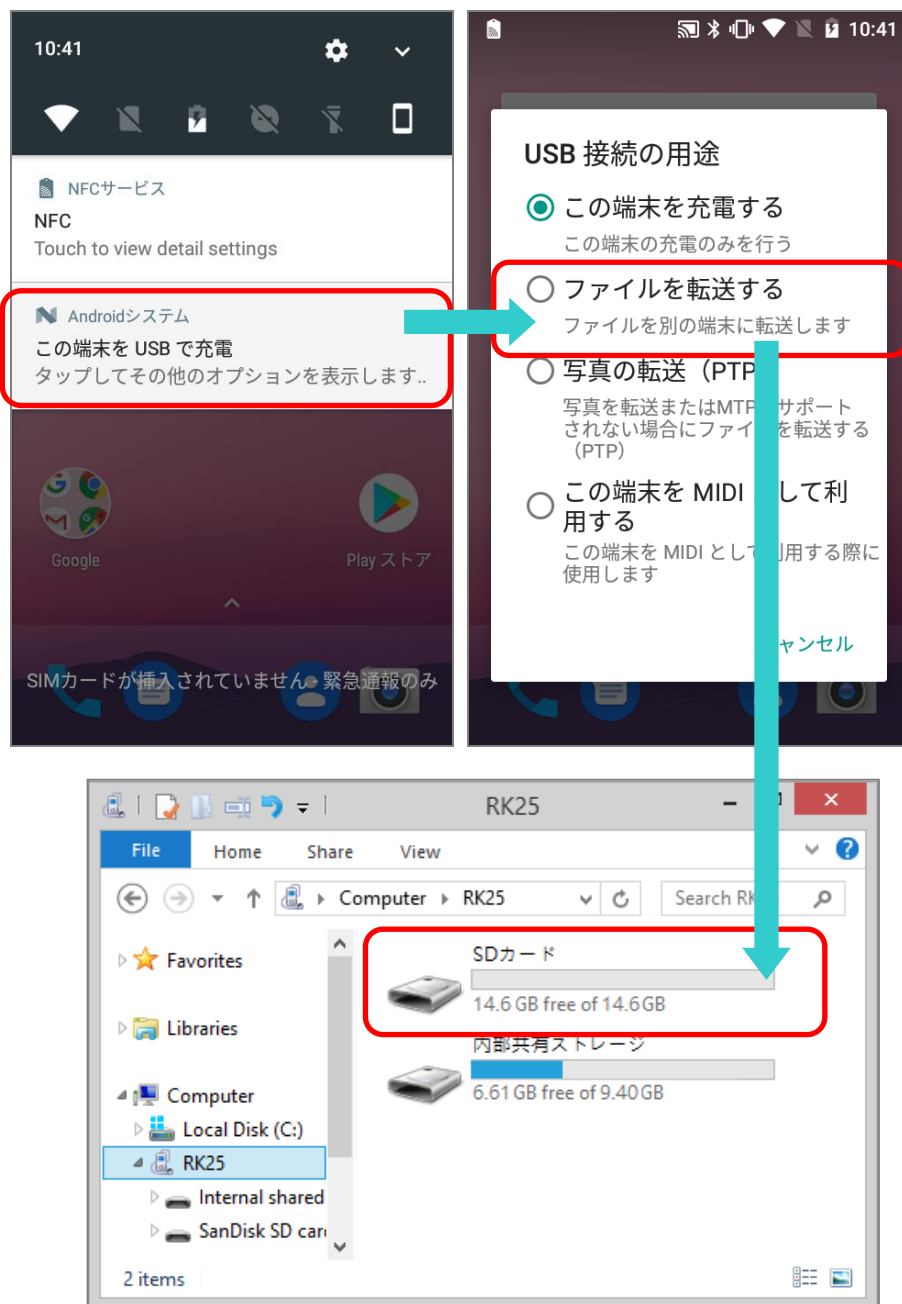 10:41
NFCサービス
NFC
Touch to view detail settings
Androidシステム
この端末を USB で充電
タップしてその他のオプションを表示します..
Google
Play ストア
SIMカードが挿入されていません 緊急通報のみ
10:41
USB 接続の用途
この端末を充電する
この端末の充電のみを行う
ファイルを転送する
ファイルを別の端末に転送します
写真の転送（PTP
写真を転送またはMTP サポート
されない場合にファイ を転送する
（PTP）
この端末を MIDI して利
用する
この端末を MIDI とし 用する際に
使用します
ャンセル
RK25
File Home Share View
Computer RK25
Search RK
Favorites
Libraries
Computer
Local Disk (C:)
RK25
Internal shared
SanDisk SD car
SDカード
14.6 GB free of 14.6 GB
内部共有ストレージ
6.61 GB free of 9.40 GB
2 items